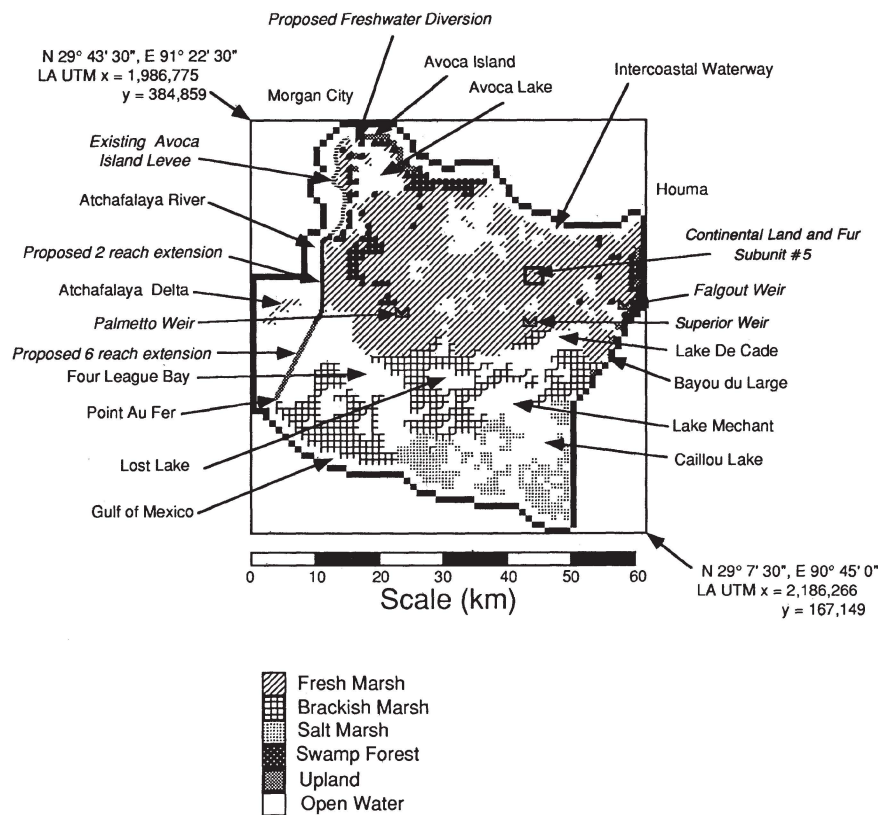 Proposed Freshwater Diversion
N 29° 43' 30", E 91° 22' 30"
LA UTM x = 1,986,775
y = 384,859
Avoca Island
Morgan City
Avoca Lake
Intercoastal Waterway
Existing Avoca
Island Levee
Houma
Atchafalaya River
Continental Land and Fur
Subunit #5
Proposed 2 reach extension
Atchafalaya Delta
Falgout Weir
Palmetto Weir
Superior Weir
Proposed 6 reach extension
Lake De Cade
Four League Bay
Bayou du Large
Point Au Fer
Lake Mechant
Lost Lake
Caillou Lake
Gulf of Mexico
0 10 20 30 40 50 60
Scale (km)
N 29° 7' 30", E 90° 45' 0"
LA UTM x = 2,186,266
y = 167,149
Fresh Marsh
Brackish Marsh
Salt Marsh
Swamp Forest
Upland
Open Water